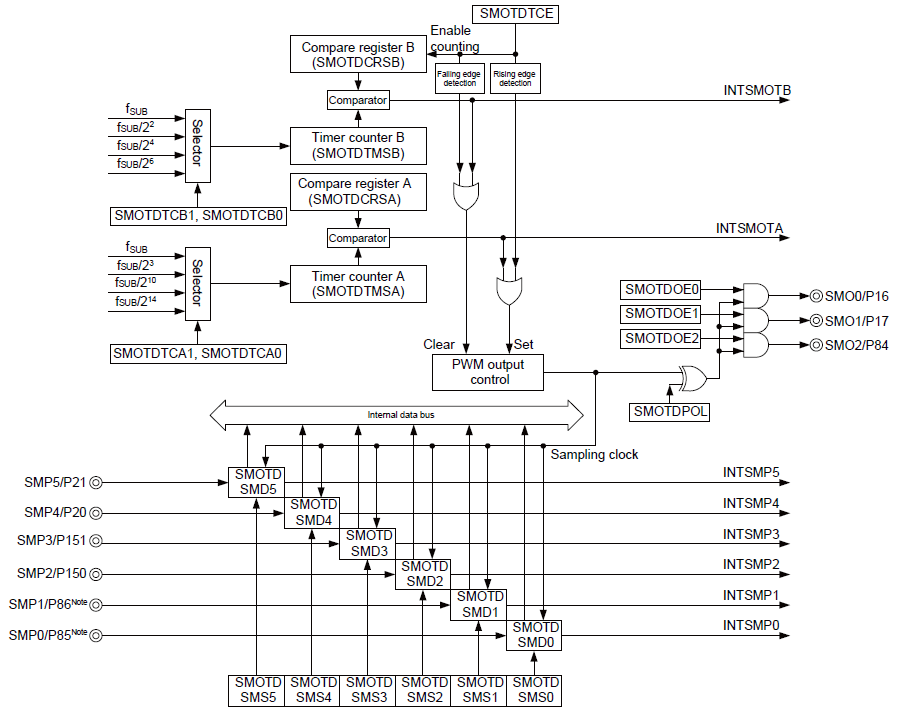 SMOTDTCE
Enable
counting
Compare register B
(SMOTDCRSB)
Falling edge
detection
Rising edge
detection
Comparator
INTSMOTB
fSUB
fSUB/2²
fSUB/2⁴
fSUB/2⁶
Selector
Timer counter B
(SMOTDTMSB)
Compare register A
(SMOTDCRSA)
SMOTDTCB1, SMOTDTCB0
Comparator
INTSMOTA
fSUB
fSUB/2³
fSUB/2¹⁰
fSUB/2¹⁴
Selector
Timer counter A
(SMOTDTMSA)
SMOTDOE0
SMO0/P16
SMOTDOE1
SMO1/P17
SMOTDOE2
SMO2/P84
SMOTDTCA1, SMOTDTCA0
Clear
Set
PWM output
control
SMOTDPOL
Internal data bus
Sampling clock
SMP5/P21
SMOTD
SMD5
INTSMP5
SMP4/P20
SMOTD
SMD4
INTSMP4
SMP3/P151
SMOTD
SMD3
INTSMP3
SMP2/P150
SMOTD
SMD2
INTSMP2
SMP1/P86Note
SMOTD
SMD1
INTSMP1
SMP0/P85Note
SMOTD
SMD0
INTSMP0
SMOTD
SMS5
SMOTD
SMS4
SMOTD
SMS3
SMOTD
SMS2
SMOTD
SMS1
SMOTD
SMS0